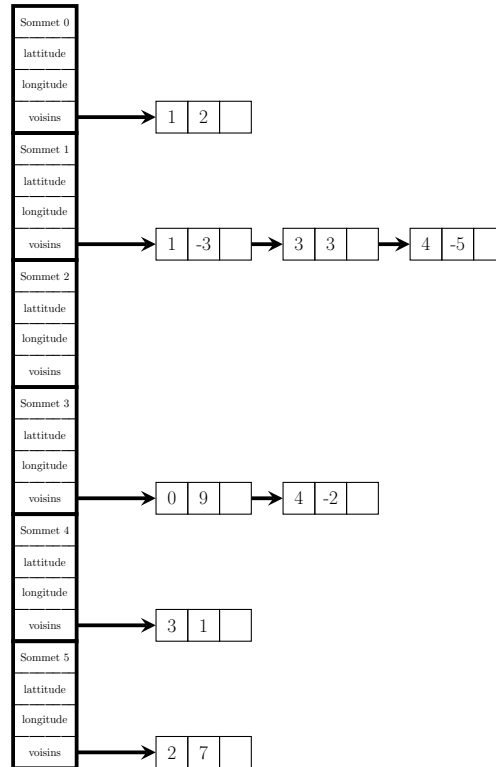 Sommet 0
lattitude
longitude
voisins 1 2
Sommet 1
lattitude
longitude
voisins 1 -3 3 3 4 -5
Sommet 2
lattitude
longitude
voisins
Sommet 3
lattitude
longitude
voisins 0 9 4 -2
Sommet 4
lattitude
longitude
voisins 3 1
Sommet 5
lattitude
longitude
voisins 2 7